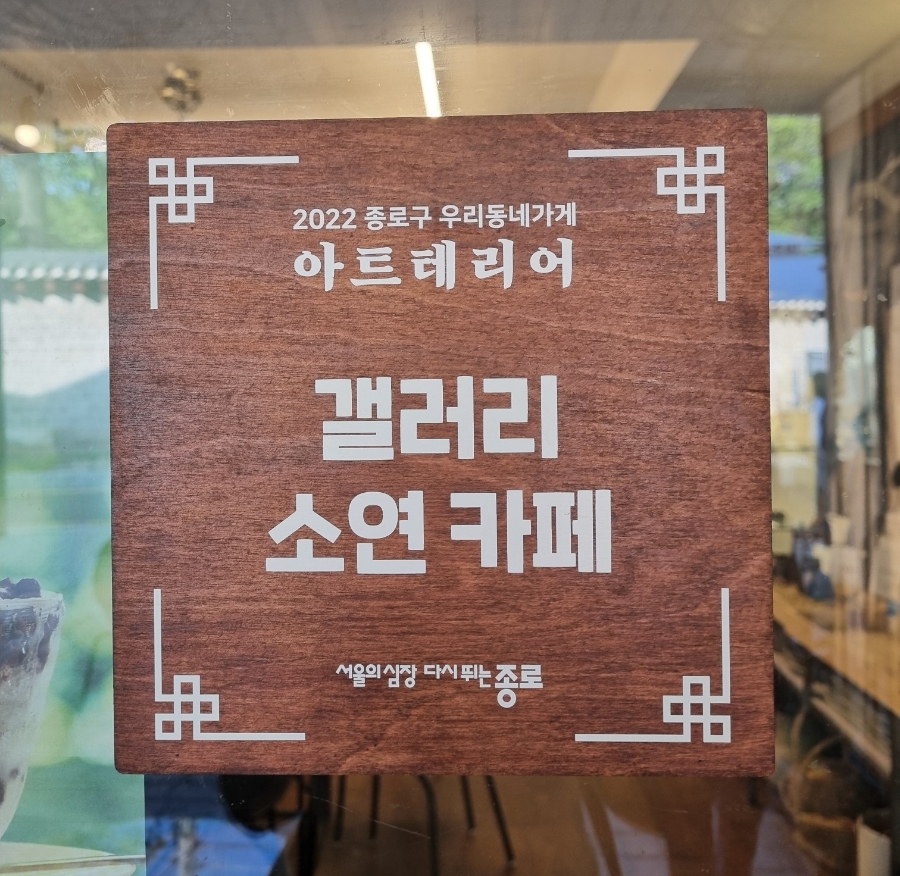 2022 종로구 우리동네가게
아트테리어
갤러리
소연 카페
서울의 심장 다시 뛰는 종로